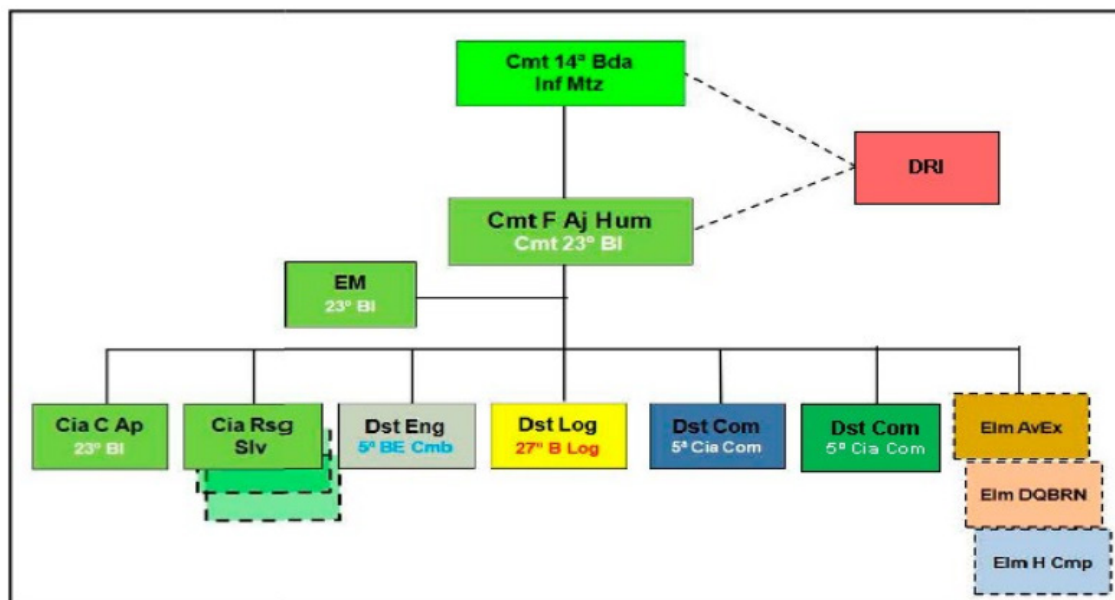 Cmt 14ª Bda
Inf Mtz
DRI
Cmt F Aj Hum
Cmt 23º BI
EM
23º BI
Cia C Ap
23º BI
Cia Rsg
Slv
Dst Eng
5º BE Cmb
Dst Log
27º B Log
Dst Com
5ª Cia Com
Dst Com
5ª Cia Com
Elm AvEx
Elm DQBRN
Elm H Cmp